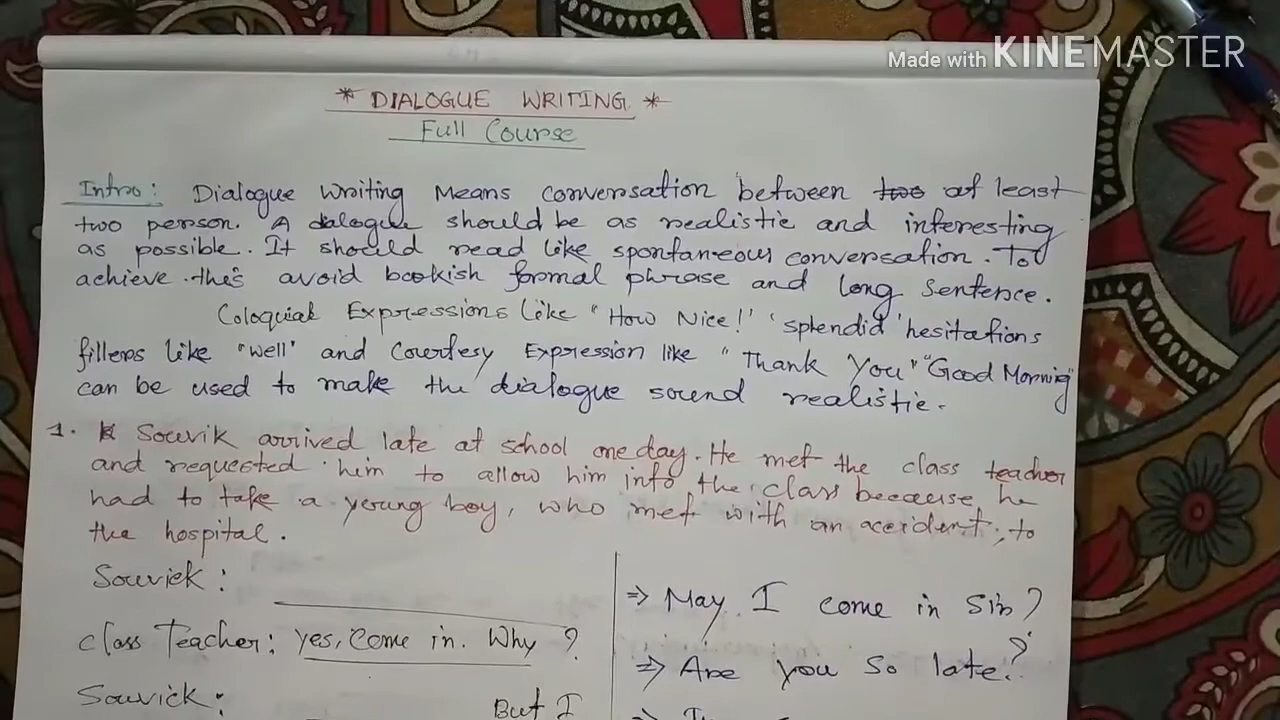 Made with KINEMASTER
* DIALOGUE WRITING *
Full Course
Intro: Dialogue writing Means conversation between two at least
two person. A dalogue should be as realistic and interesting
as possible. It should read like spontaneous conversation. To
achieve this avoid bookish formal phrase and long sentence.
Coloquial Expressions like "How Nice!" 'splendid' hesitations
fillers like "well" and Courtesy Expression like "Thank You" "Good Morning"
can be used to make the dialogue sound realistic.
1. Souvik arrived late at school one day. He met the class teacher
and requested him to allow him into the class because he
had to take a young boy, who met with an accident, to
the hospital.
Souvick :
⇒ May I come in Sir?
Class Teacher: Yes, Come in. Why ?
⇒ Are you so late?
Souvick: But I